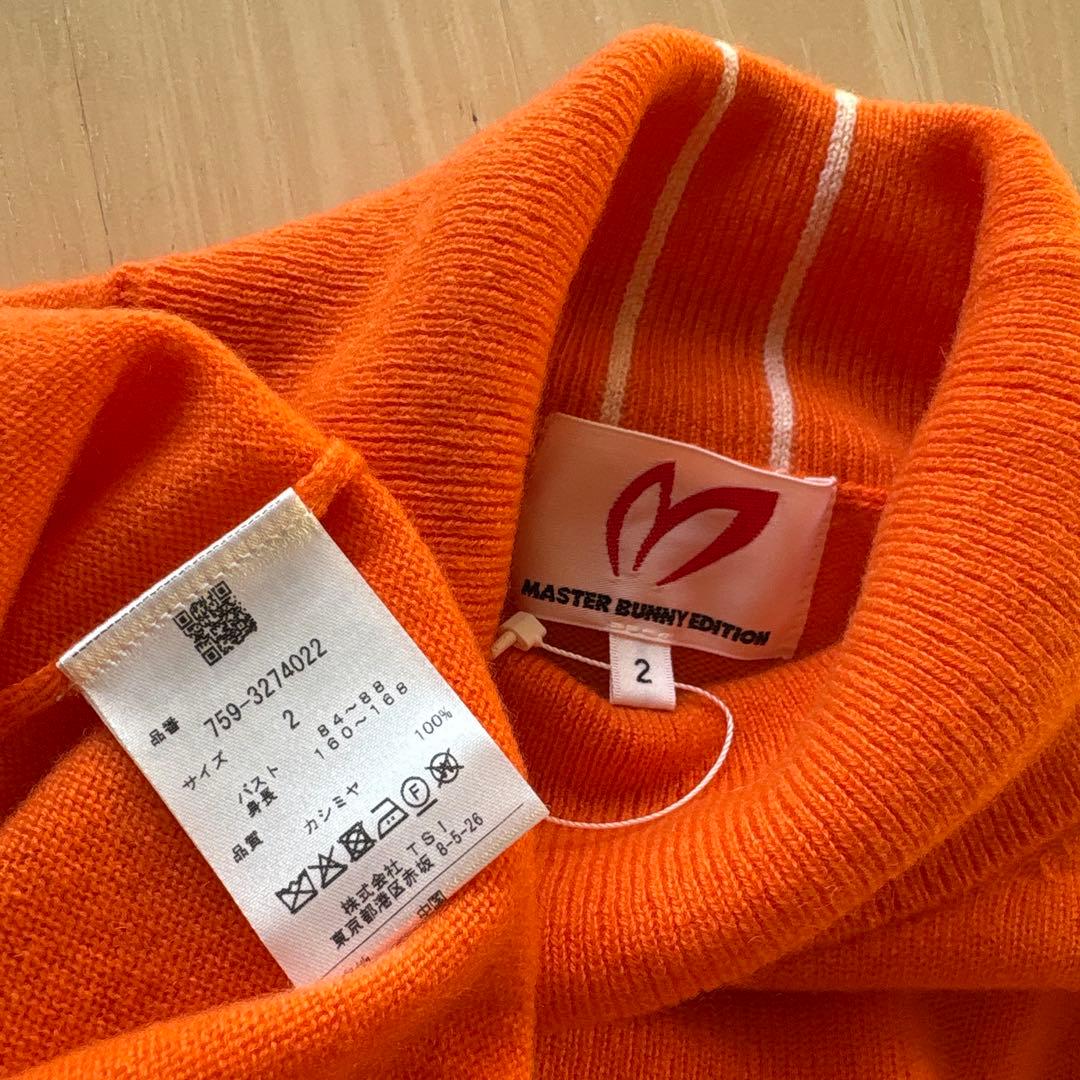 MASTER BUNNY EDITION
2
品番 759-3274022
サイズ 2
バスト 84～88
身長 160～168
品質 カシミヤ 100%
F
W
株式会社 TSI
東京都港区赤坂 8-5-26
中国